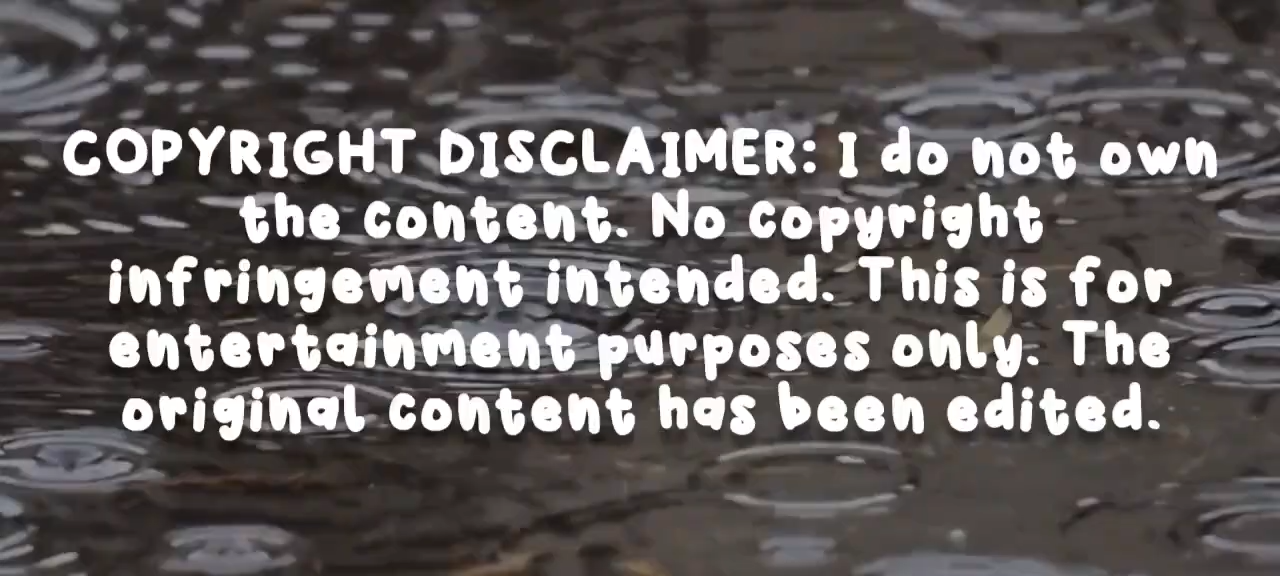 COPYRIGHT DISCLAIMER: I do not own
the content. No copyright
infringement intended. This is for
entertainment purposes only. The
original content has been edited.